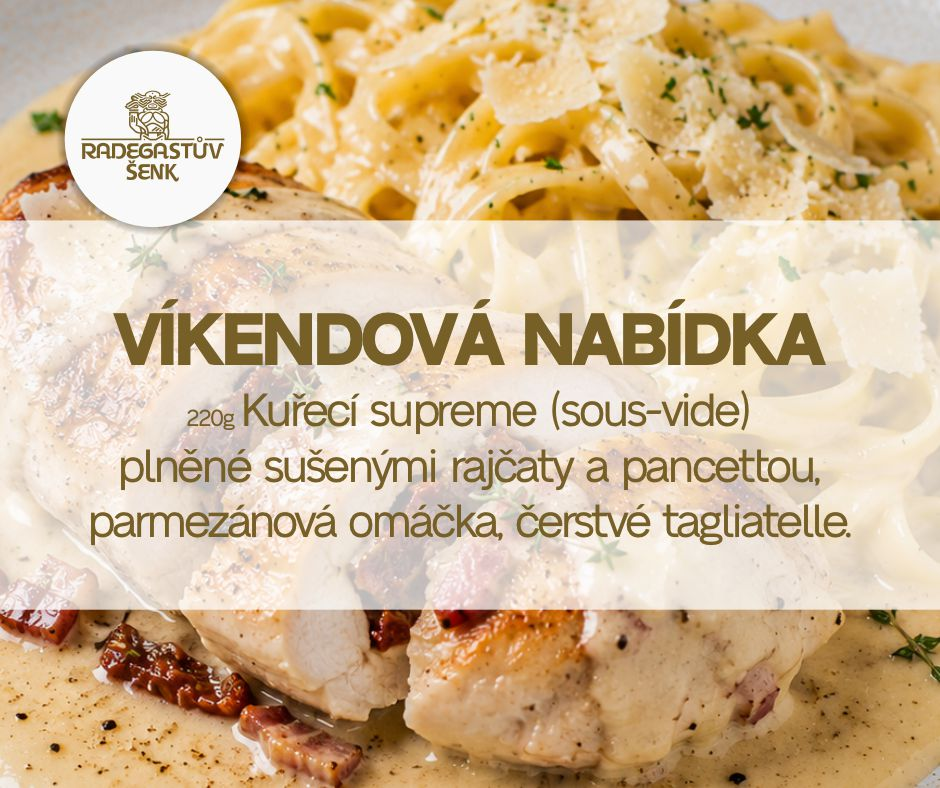 RADEGASTŮV
ŠENK
VÍKENDOVÁ NABÍDKA
220g Kuřecí supreme (sous-vide)
plněné sušenými rajčaty a pancettou,
parmezánová omáčka, čerstvé tagliatelle.